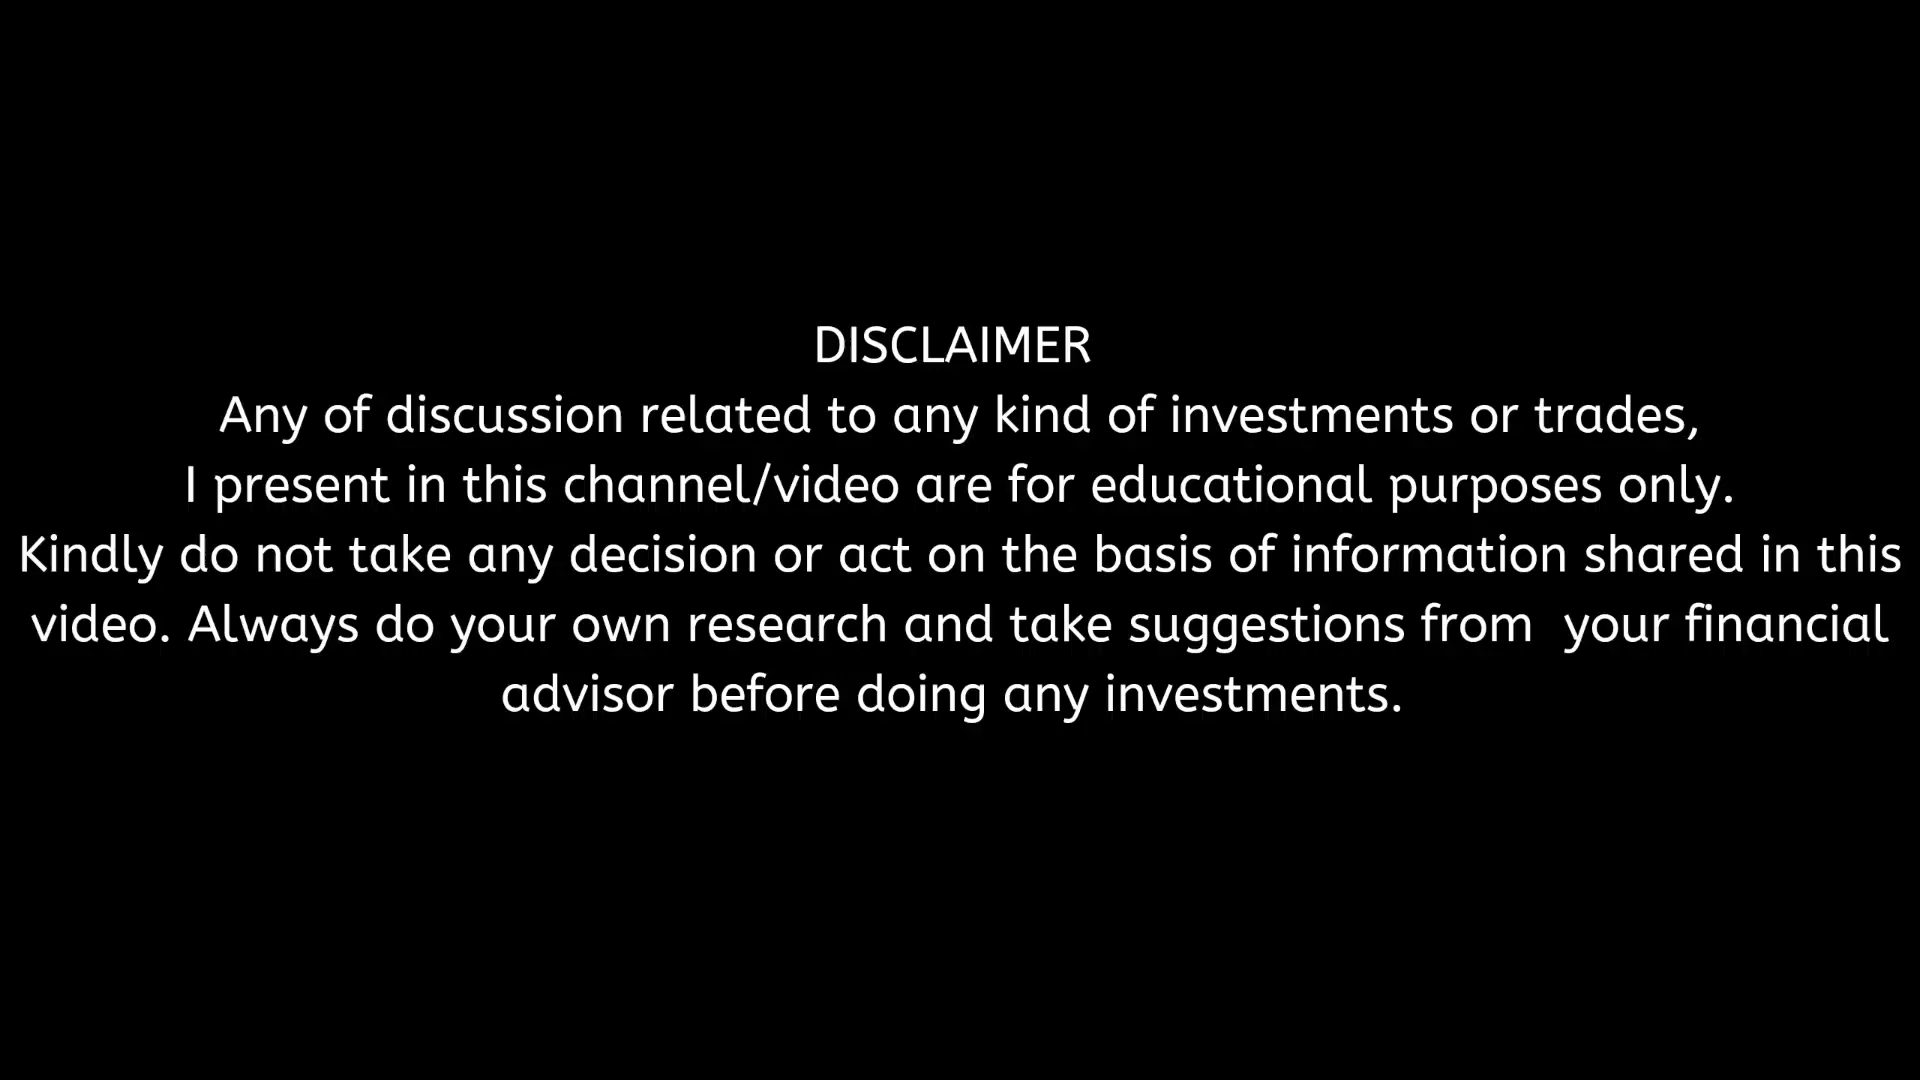 DISCLAIMER
Any of discussion related to any kind of investments or trades,
I present in this channel/video are for educational purposes only.
Kindly do not take any decision or act on the basis of information shared in this
video. Always do your own research and take suggestions from  your financial
advisor before doing any investments.